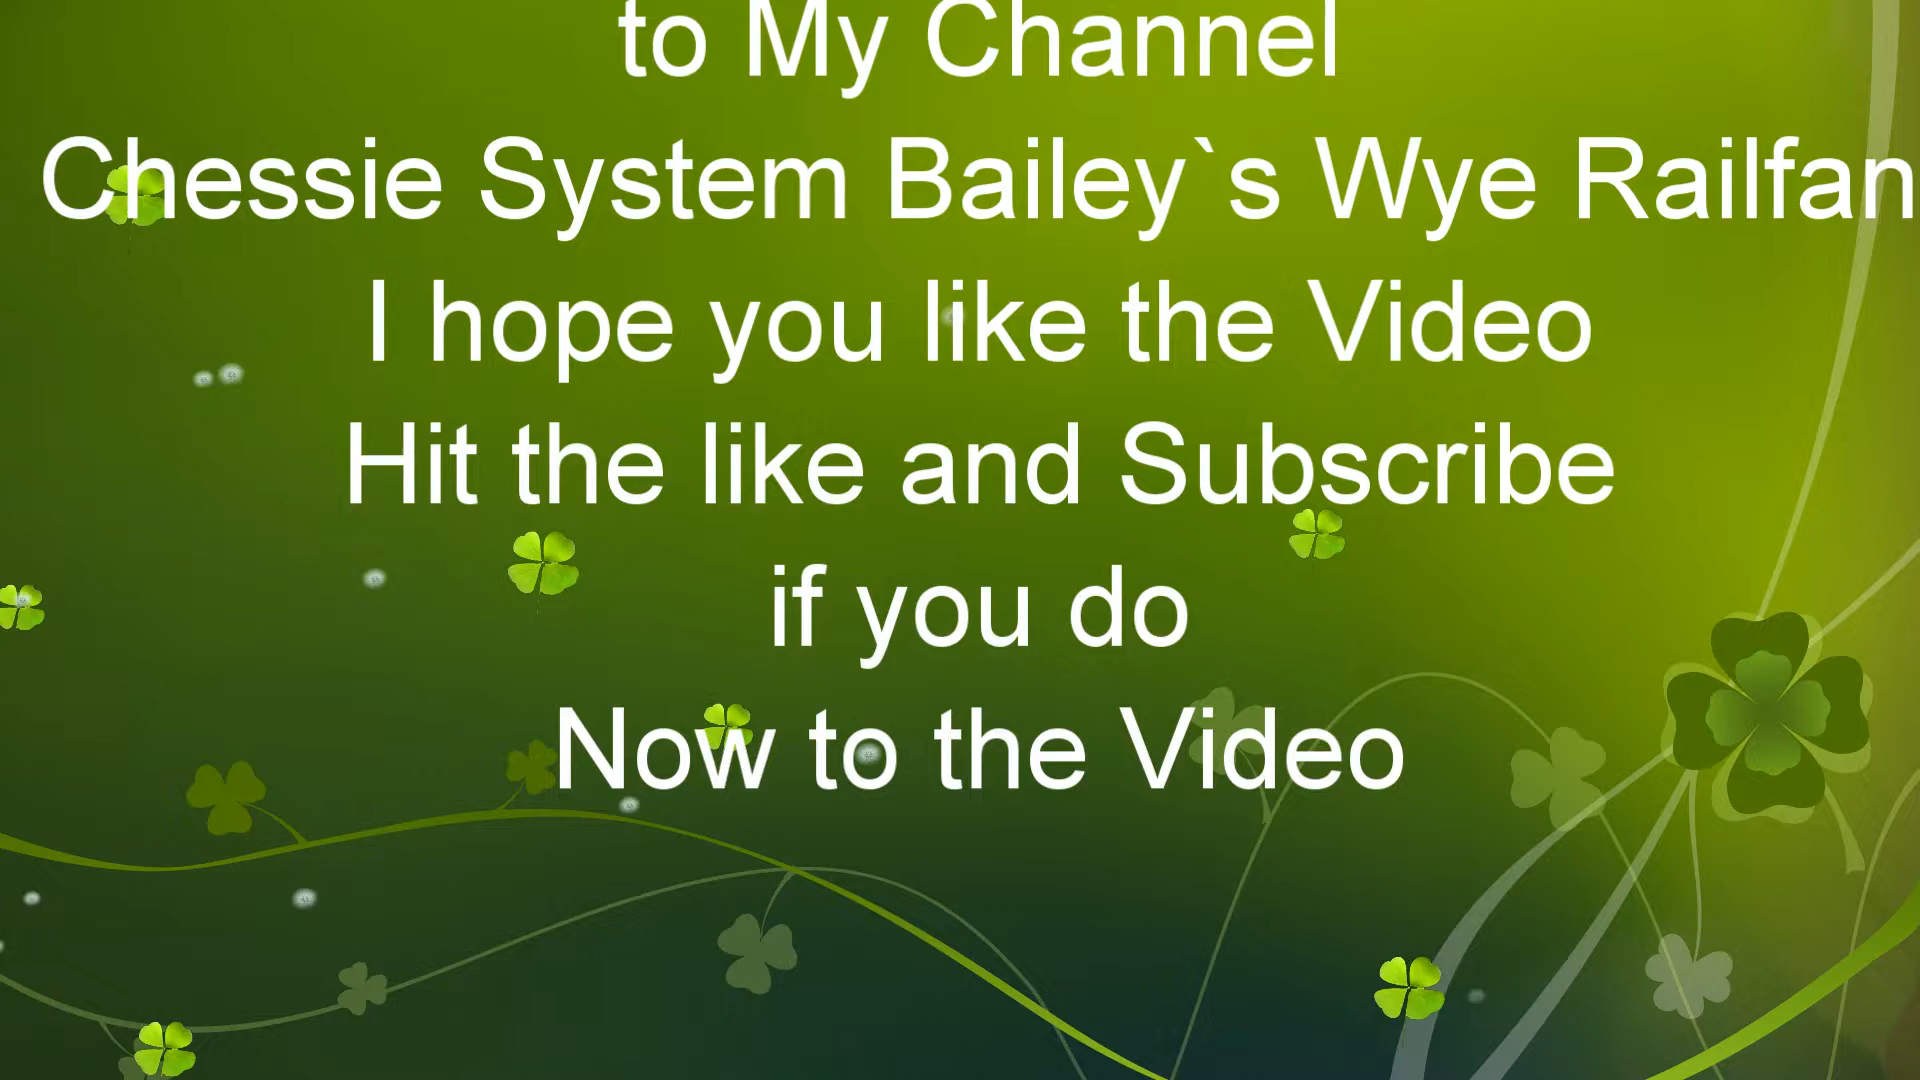 to My Channel
Chessie System Bailey`s Wye Railfan
I hope you like the Video
Hit the like and Subscribe
if you do
Now to the Video